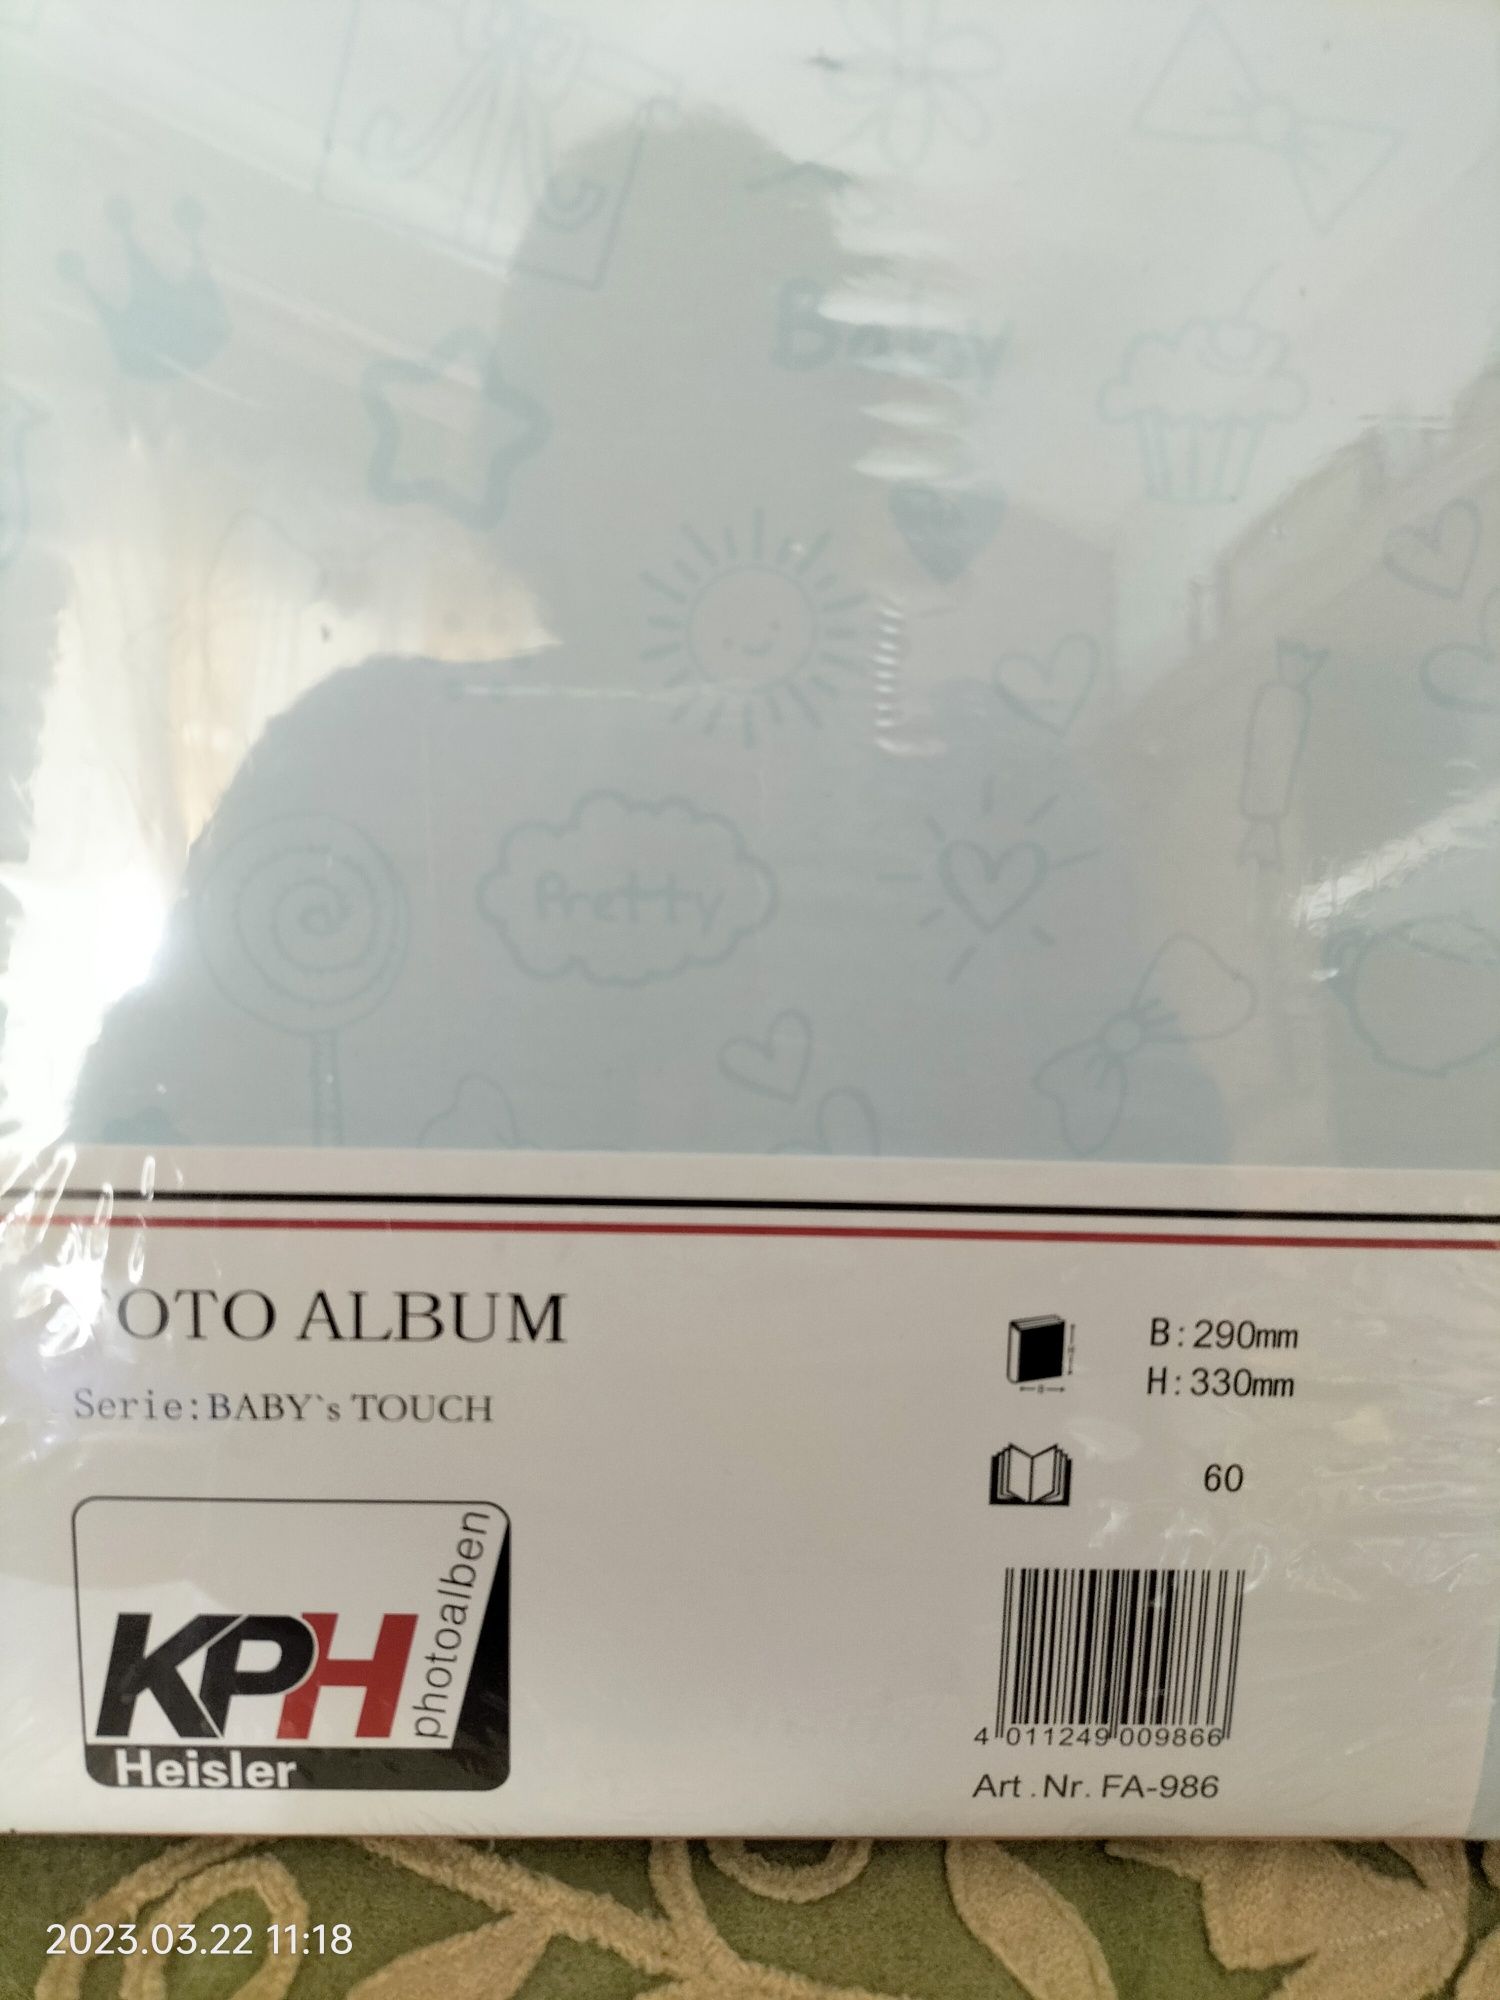 Baby
Pretty
FOTO ALBUM
Serie:BABY`s TOUCH
B:290mm
H:330mm
60
KPH
photoalben
Heisler
4 011249 009866
Art.Nr. FA-986
2023.03.22 11:18